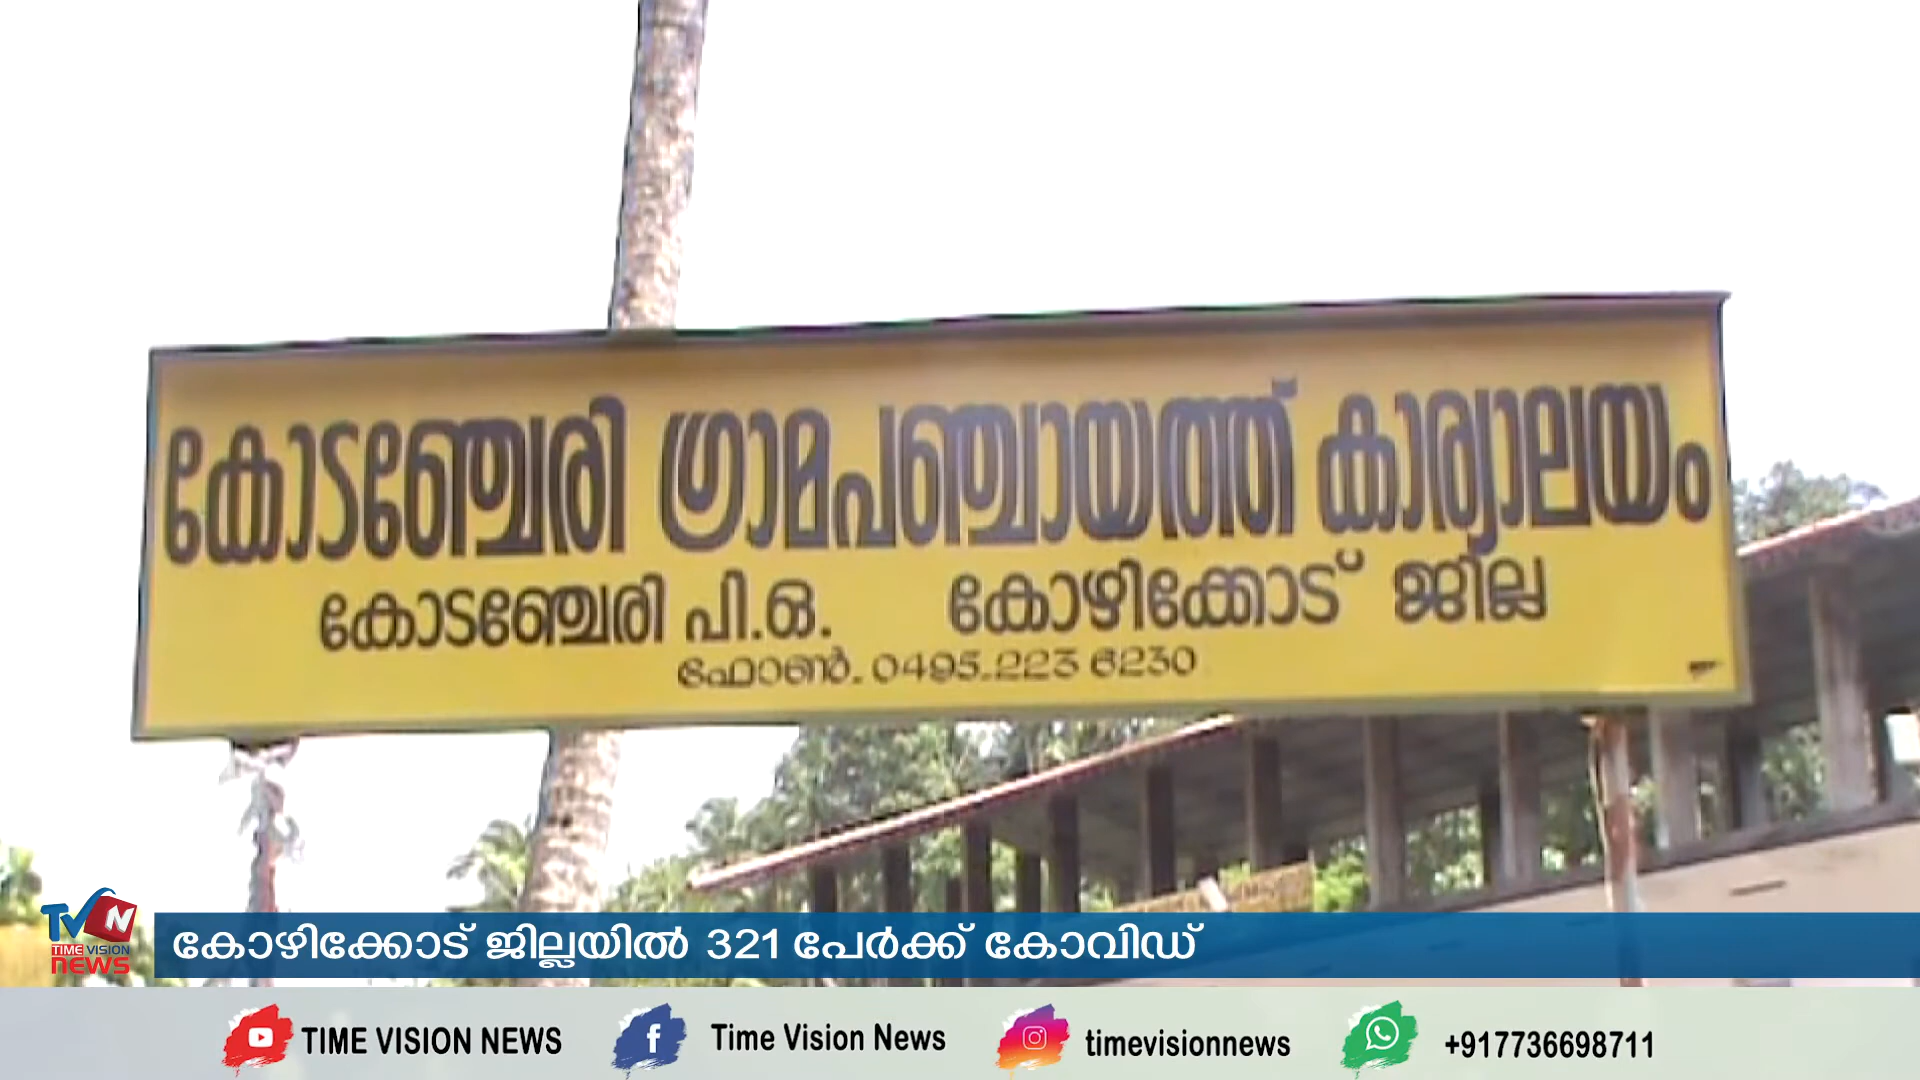 കോടഞ്ചേരി ഗ്രാമപഞ്ചായത്ത് കാര്യാലയം
കോടഞ്ചേരി പി.ഒ. കോഴിക്കോട് ജില്ല
ഫോൺ. 0495-223 6230
TVN
TIME VISION
NEWS
കോഴിക്കോട് ജില്ലയിൽ 321 പേർക്ക് കോവിഡ്
TIME VISION NEWS Time Vision News timevisionnews +917736698711